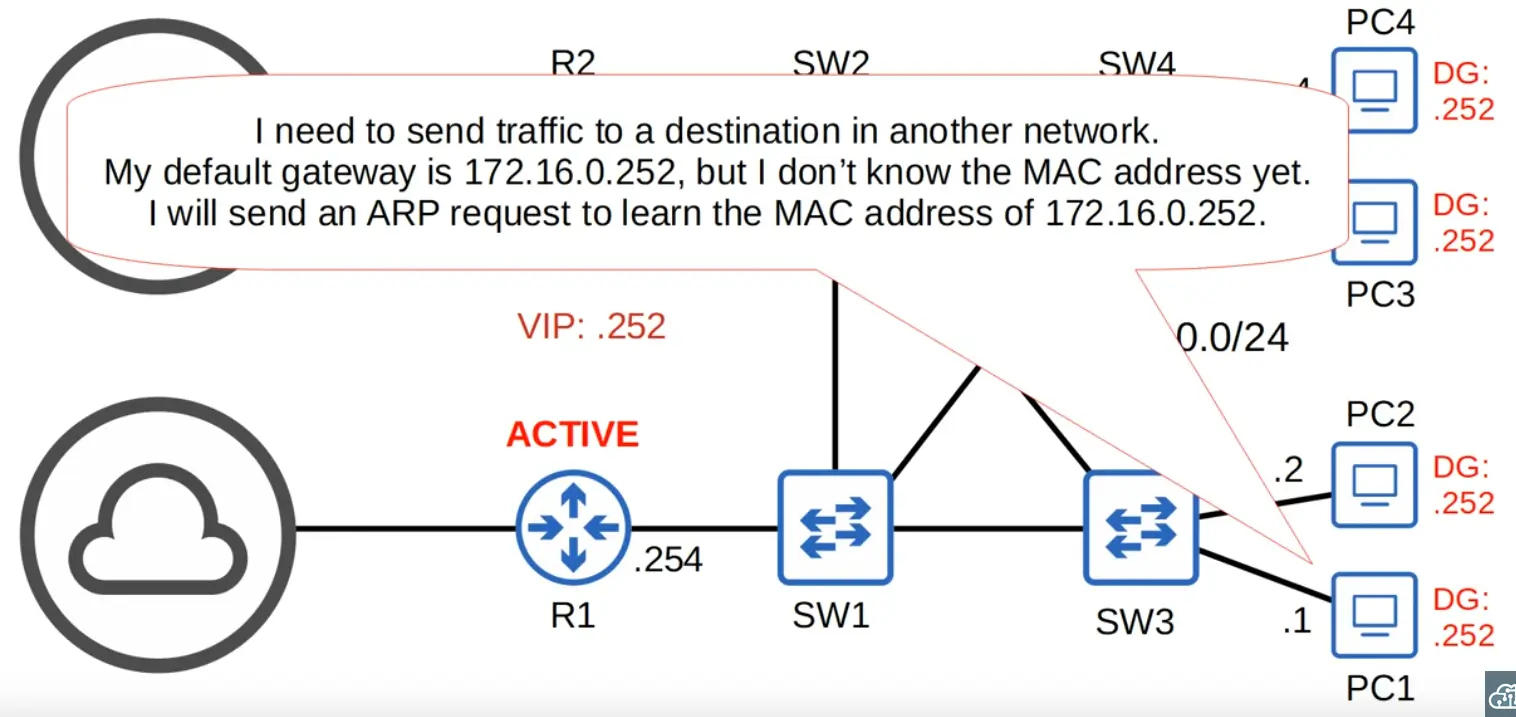 PC4
R2
SW2
SW4
DG:
.252
I need to send traffic to a destination in another network.
My default gateway is 172.16.0.252, but I don’t know the MAC address yet.
I will send an ARP request to learn the MAC address of 172.16.0.252.
DG:
.252
PC3
VIP: .252
0.0/24
PC2
ACTIVE
.2
DG:
.252
.254
R1
SW1
SW3
.1
DG:
.252
PC1